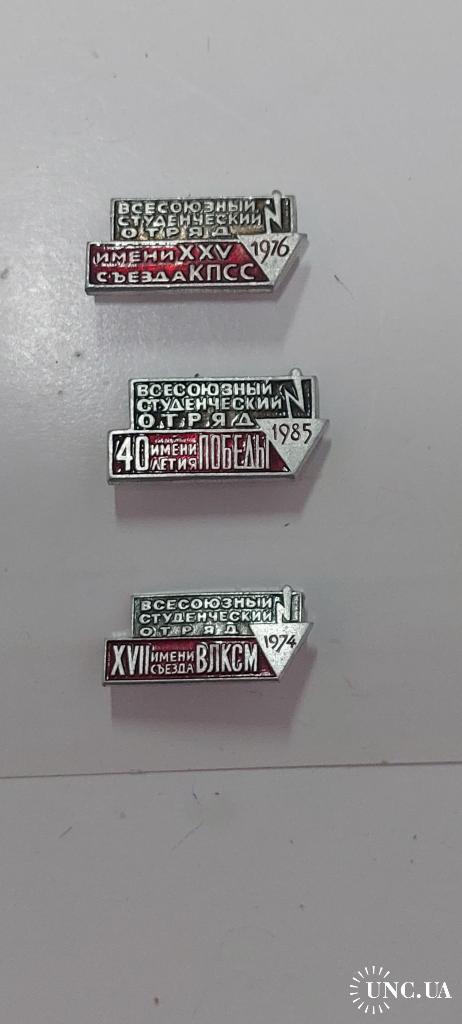 ВСЕСОЮЗНЫЙ
СТУДЕНЧЕСКИЙ
ОТРЯД
ИМЕНИ XXV
СЪЕЗДА КПСС
1976
ВСЕСОЮЗНЫЙ
СТУДЕНЧЕСКИЙ
ОТРЯД
40 ИМЕНИ
ЛЕТИЯ ПОБЕДЫ
1985
ВСЕСОЮЗНЫЙ
СТУДЕНЧЕСКИЙ
ОТРЯД
XVII ИМЕНИ
СЪЕЗДА ВЛКСМ
1974
UNC.UA